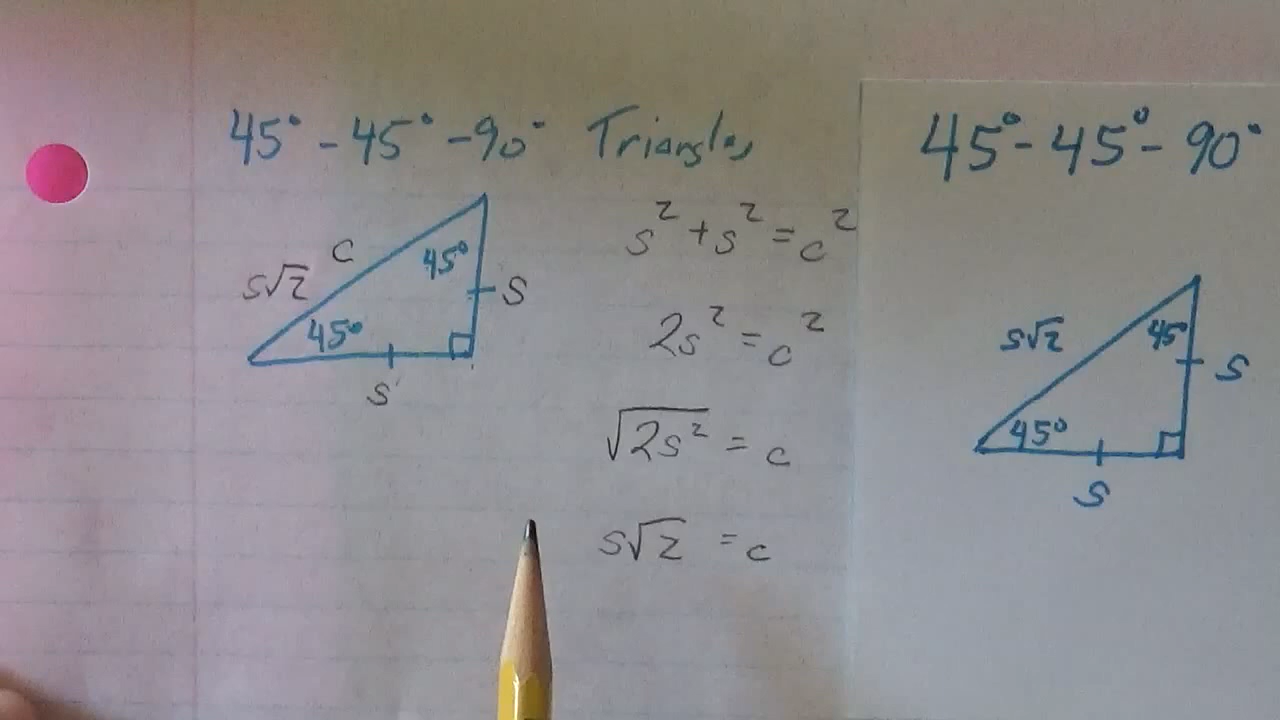 45° - 45° - 90° Triangles
s² + s² = c²
c
45°
s√2
s
45°
s
2s² = c²
√2s² = c
s√2 = c
45° - 45° - 90°
s√2
45
s
45°
s